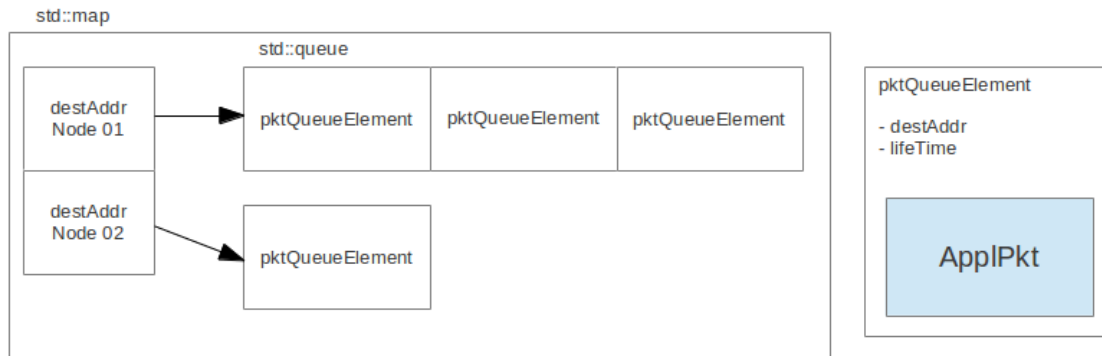 std::map
std::queue
destAddr
Node 01
pktQueueElement
pktQueueElement
pktQueueElement
destAddr
Node 02
pktQueueElement
pktQueueElement
- destAddr
- lifeTime
ApplPkt